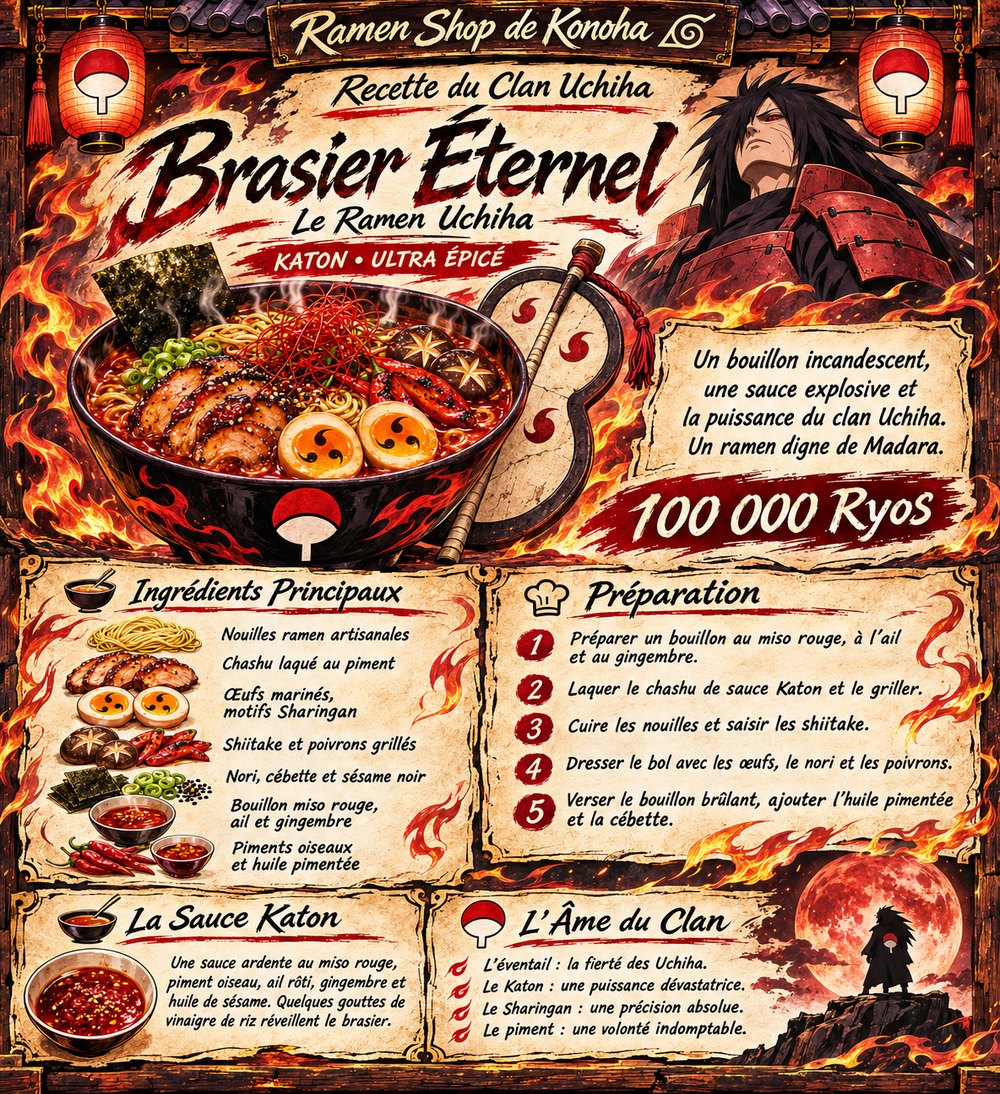 Ramen Shop de Konoha
Recette du Clan Uchiha
Brasier Éternel
Le Ramen Uchiha
KATON • ULTRA ÉPICÉ
Un bouillon incandescent,
une sauce explosive et
la puissance du clan Uchiha.
Un ramen digne de Madara.
100 000 Ryos
Ingrédients Principaux
Nouilles ramen artisanales
Chashu laqué au piment
Œufs marinés,
motifs Sharingan
Shiitake et poivrons grillés
Nori, cébette et sésame noir
Bouillon miso rouge,
ail et gingembre
Piments oiseaux
et huile pimentée
Préparation
1 Préparer un bouillon au miso rouge, à l'ail
et au gingembre.
2 Laquer le chashu de sauce Katon et le griller.
3 Cuire les nouilles et saisir les shiitake.
4 Dresser le bol avec les œufs, le nori et les poivrons.
5 Verser le bouillon brûlant, ajouter l'huile pimentée
et la cébette.
La Sauce Katon
Une sauce ardente au miso rouge,
piment oiseau, ail rôti, gingembre et
huile de sésame. Quelques gouttes de
vinaigre de riz réveillent le brasier.
L'Âme du Clan
L'éventail : la fierté des Uchiha.
Le Katon : une puissance dévastatrice.
Le Sharingan : une précision absolue.
Le piment : une volonté indomptable.